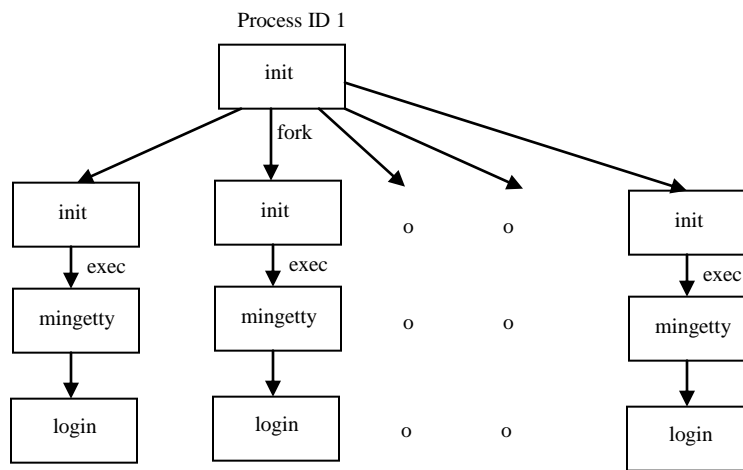 Process ID 1
init
fork
init
init
o
o
init
exec
exec
exec
mingetty
mingetty
o
o
mingetty
login
login
o
o
login